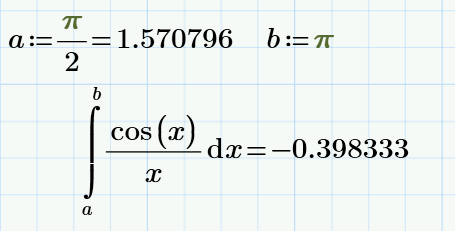 a := π/2 = 1.570796 b := π
∫_a^b cos(x)/x dx = −0.398333